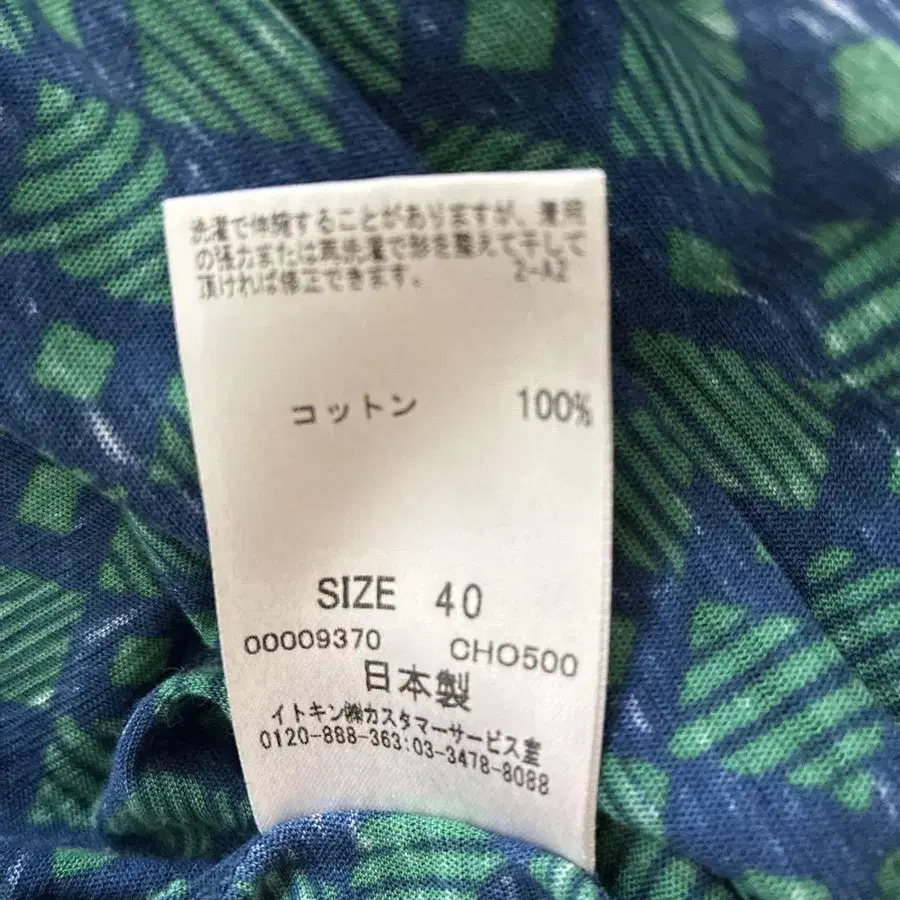 洗濯で伸縮することがありますが、着用
の張力または再洗濯で形を整えて干して
頂ければ修正できます。 2-A2
コットン 100%
SIZE 40
00009370 CHO500
日本製
イトキン㈱カスタマーサービス室
0120-888-363:03-3478-8088